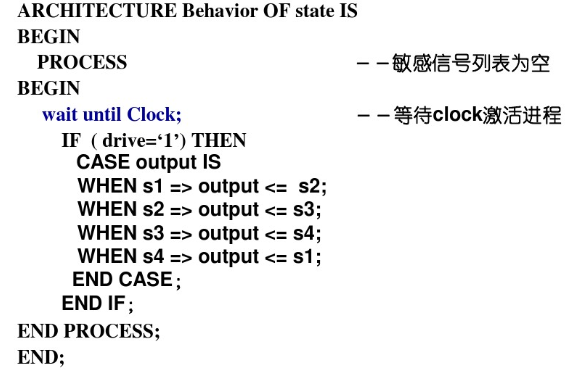 ARCHITECTURE Behavior OF state IS
BEGIN
PROCESS －－敏感信号列表为空
BEGIN
wait until Clock; －－等待clock激活进程
IF ( drive=‘1’) THEN
CASE output IS
WHEN s1 => output <= s2;
WHEN s2 => output <= s3;
WHEN s3 => output <= s4;
WHEN s4 => output <= s1;
END CASE；
END IF；
END PROCESS;
END;